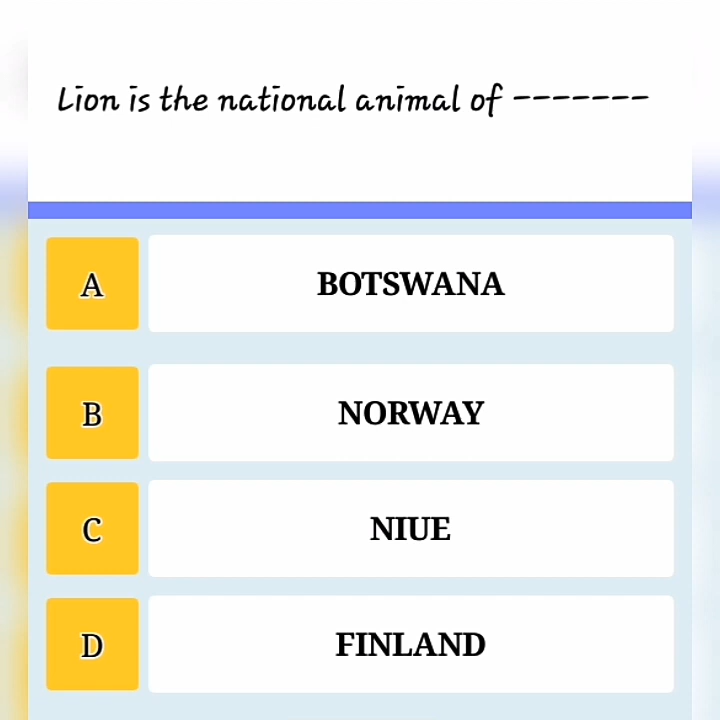 Lion is the national animal of -------
A
BOTSWANA
B
NORWAY
C
NIUE
D
FINLAND